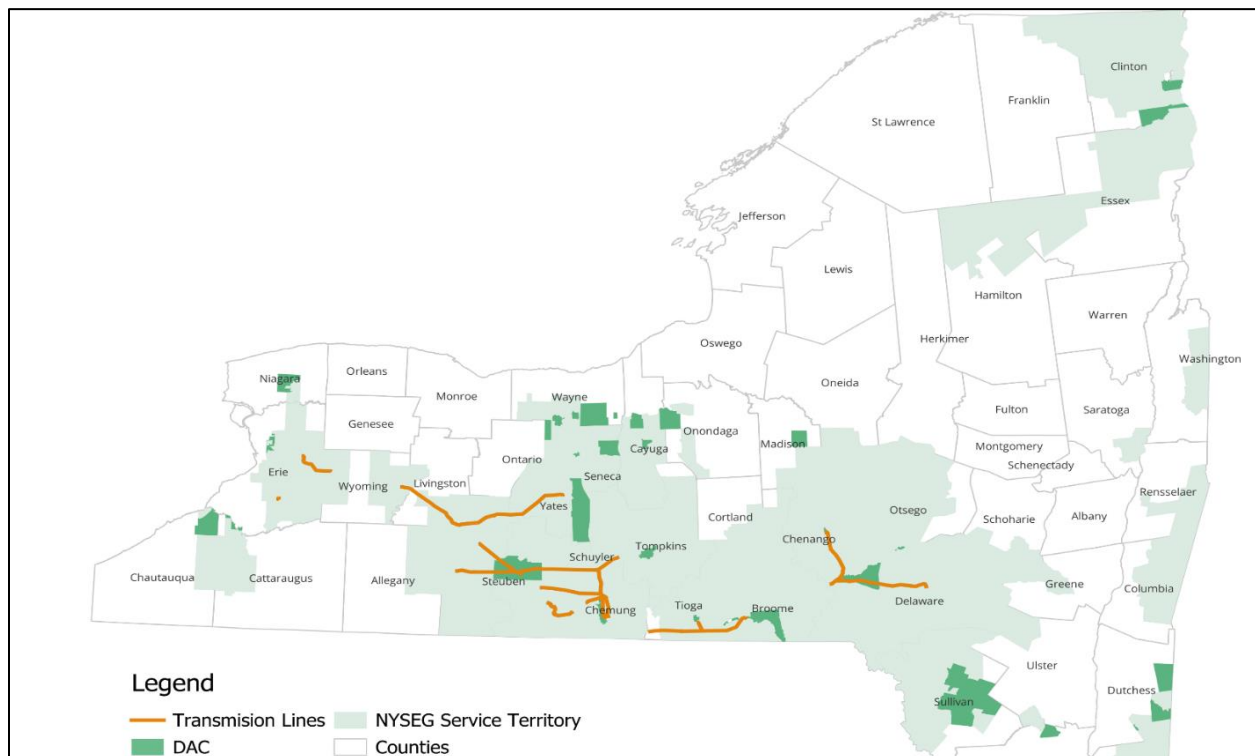 Clinton
Franklin
St Lawrence
Essex
Jefferson
Lewis
Hamilton
Warren
Oswego
Herkimer
Washington
Oneida
Niagara
Orleans
Monroe
Wayne
Fulton
Saratoga
Genesee
Onondaga
Madison
Montgomery
Cayuga
Ontario
Schenectady
Erie
Seneca
Wyoming
Livingston
Rensselaer
Yates
Otsego
Cortland
Schoharie
Albany
Chenango
Tompkins
Schuyler
Chautauqua
Cattaraugus
Allegany
Steuben
Greene
Columbia
Delaware
Tioga
Chemung
Broome
Ulster
Dutchess
Sullivan
Legend
Transmision Lines
NYSEG Service Territory
DAC
Counties